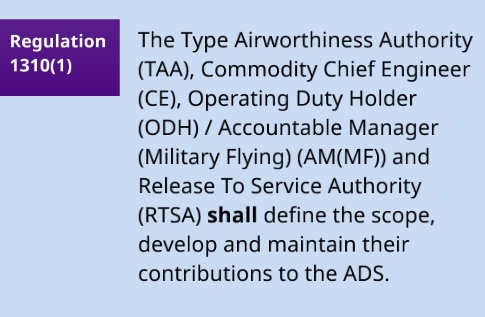 Regulation
1310(1)
The Type Airworthiness Authority
(TAA), Commodity Chief Engineer
(CE), Operating Duty Holder
(ODH) / Accountable Manager
(Military Flying) (AM(MF)) and
Release To Service Authority
(RTSA) shall define the scope,
develop and maintain their
contributions to the ADS.